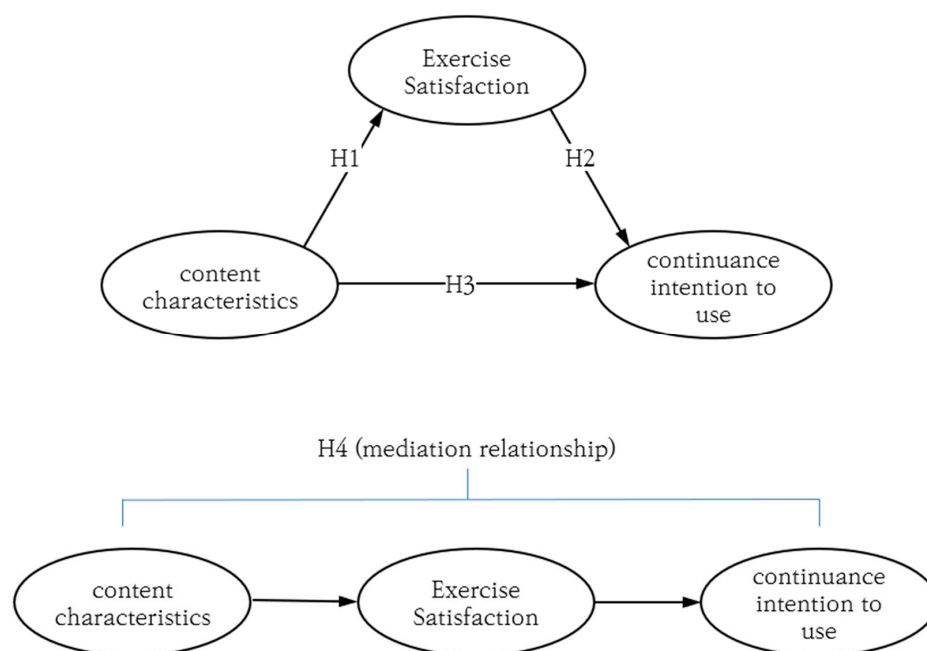 Exercise
Satisfaction
H1
H2
content
characteristics
H3
continuance
intention to
use
H4 (mediation relationship)
content
characteristics
Exercise
Satisfaction
continuance
intention to
use